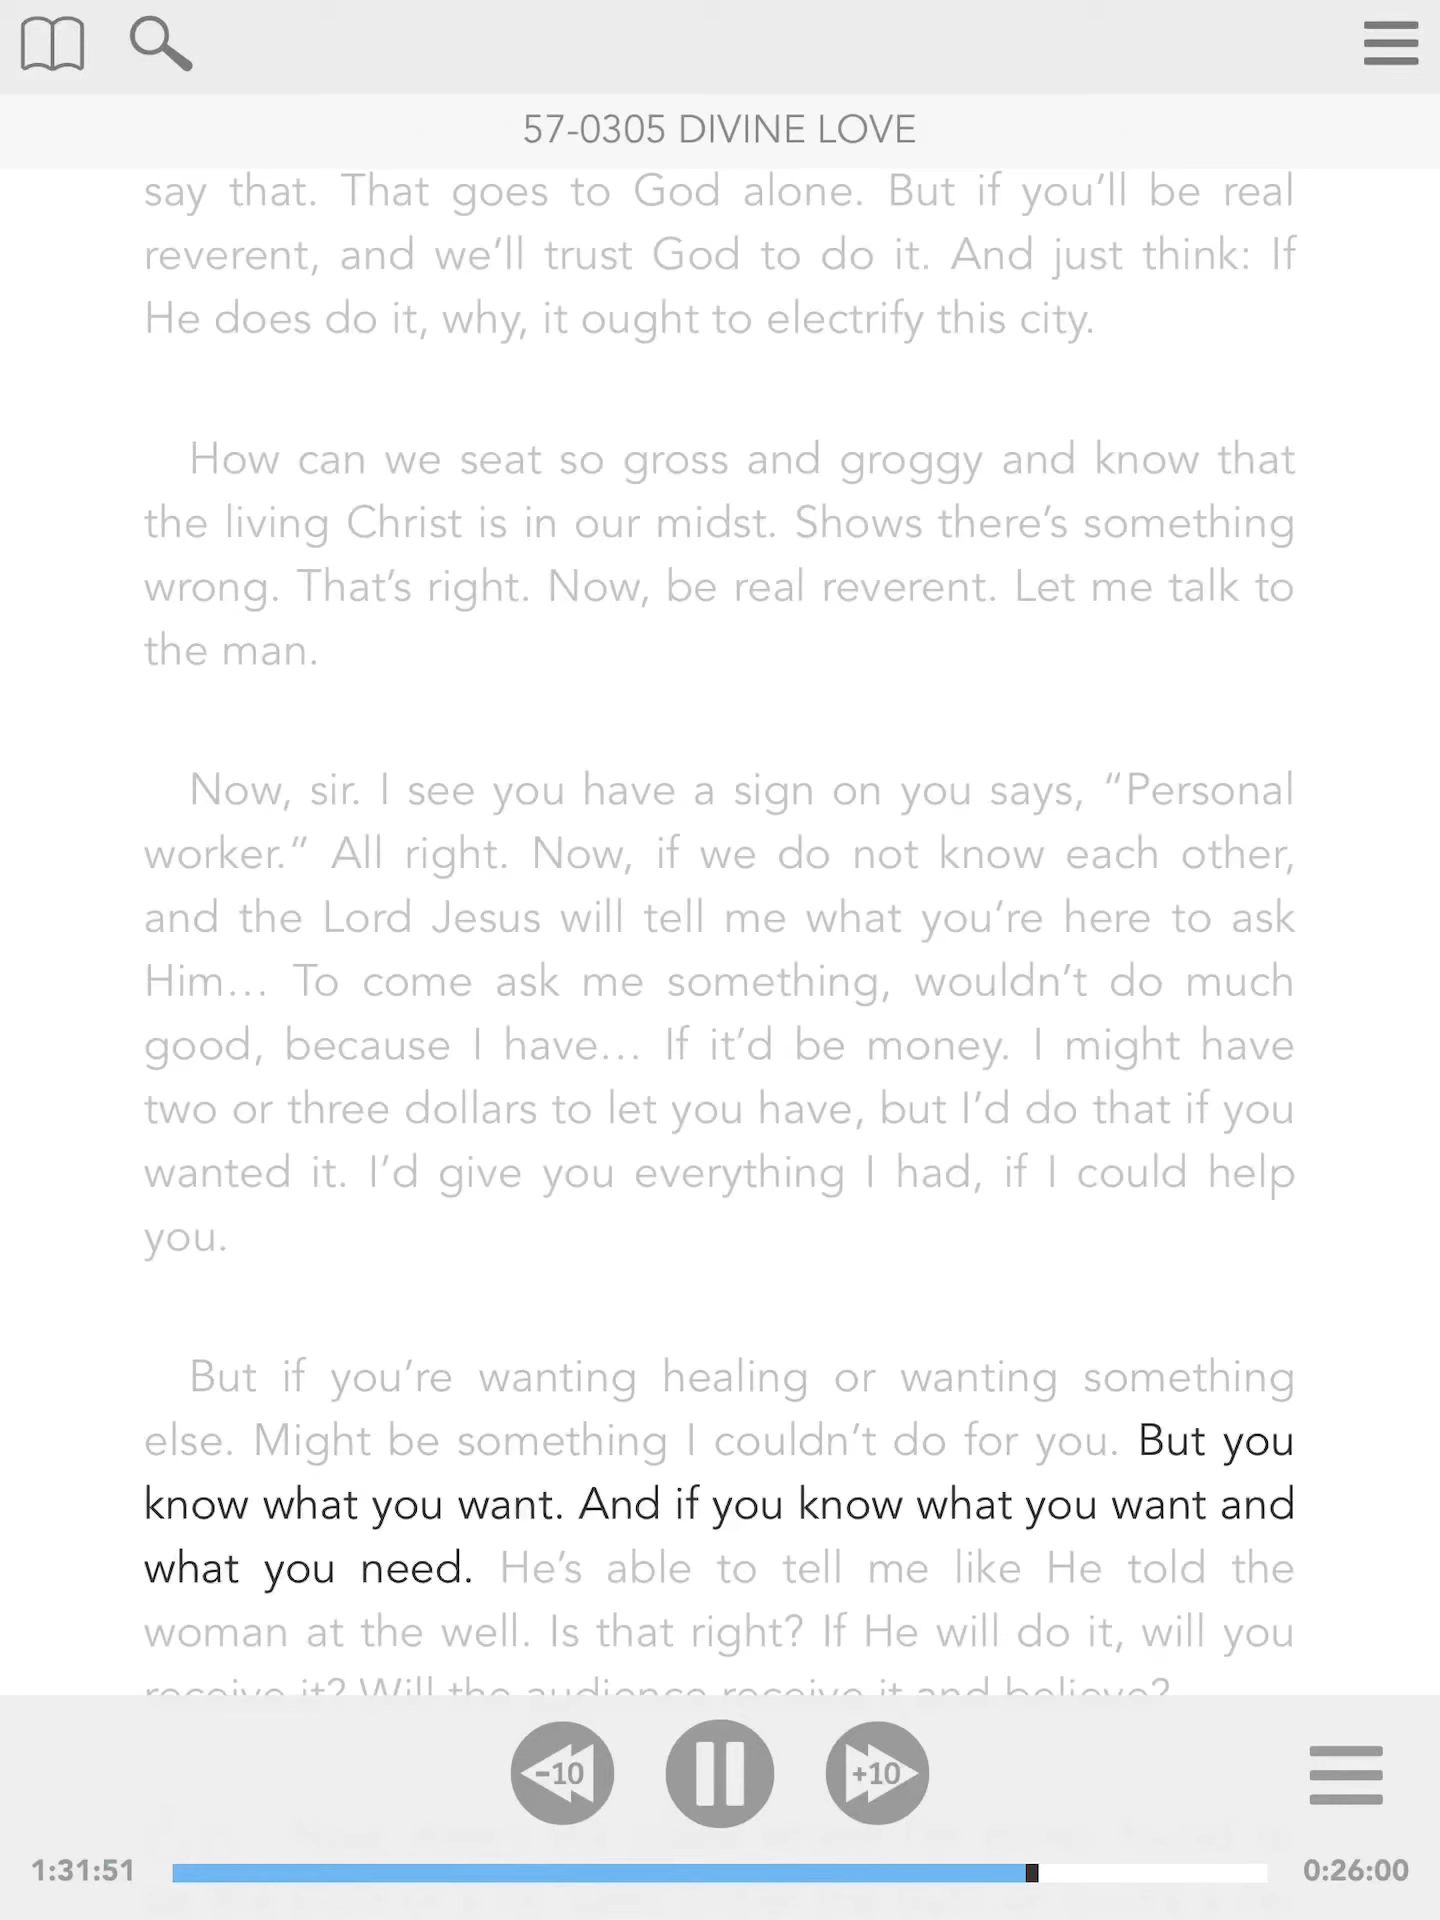 57-0305 DIVINE LOVE
say that. That goes to God alone. But if you’ll be real
reverent, and we’ll trust God to do it. And just think: If
He does do it, why, it ought to electrify this city.
How can we seat so gross and groggy and know that
the living Christ is in our midst. Shows there’s something
wrong. That’s right. Now, be real reverent. Let me talk to
the man.
Now, sir. I see you have a sign on you says, “Personal
worker.” All right. Now, if we do not know each other,
and the Lord Jesus will tell me what you’re here to ask
Him… To come ask me something, wouldn’t do much
good, because I have… If it’d be money. I might have
two or three dollars to let you have, but I’d do that if you
wanted it. I’d give you everything I had, if I could help
you.
But if you’re wanting healing or wanting something
else. Might be something I couldn’t do for you. But you
know what you want. And if you know what you want and
what you need. He’s able to tell me like He told the
woman at the well. Is that right? If He will do it, will you
receive it? Will the audience receive it and believe?
-10
+10
1:31:51
0:26:00